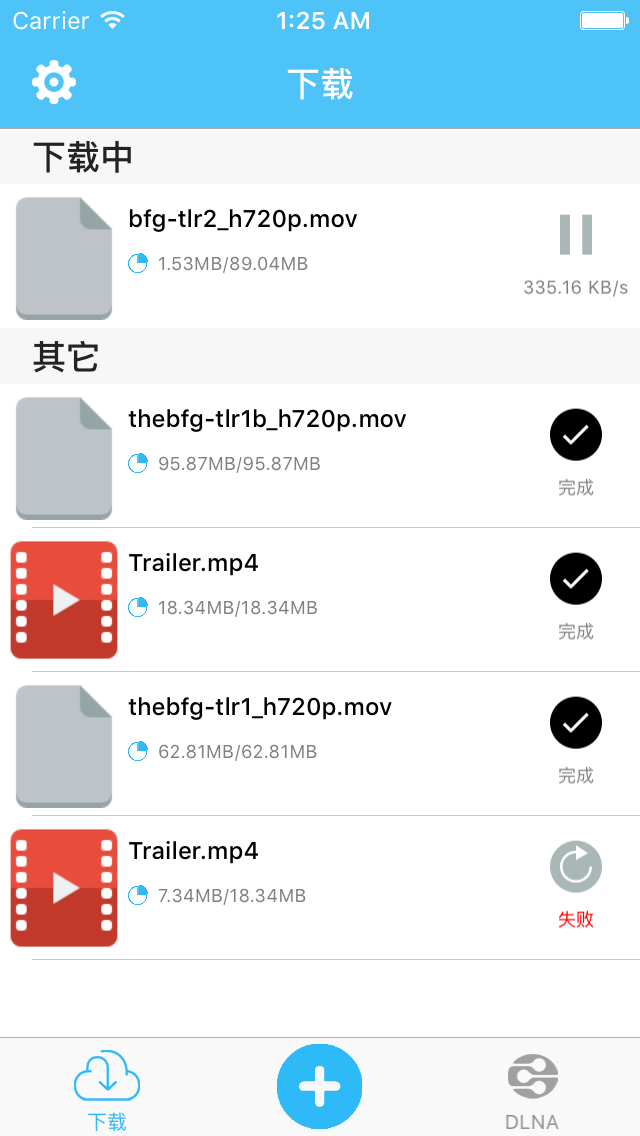 Carrier 1:25 AM
下载
下载中
bfg-tlr2_h720p.mov
1.53MB/89.04MB
335.16 KB/s
其它
thebfg-tlr1b_h720p.mov
95.87MB/95.87MB
完成
Trailer.mp4
18.34MB/18.34MB
完成
thebfg-tlr1_h720p.mov
62.81MB/62.81MB
完成
Trailer.mp4
7.34MB/18.34MB
失败
下载 DLNA